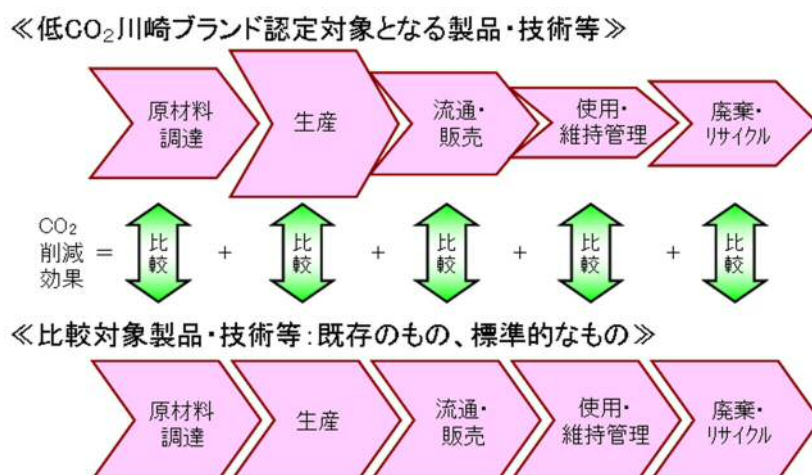 ≪低CO₂川崎ブランド認定対象となる製品・技術等≫
原材料
調達
生産
流通・
販売
使用・
維持管理
廃棄・
リサイクル
CO₂
削減
効果
=
比較
+
比較
+
比較
+
比較
+
比較
≪比較対象製品・技術等:既存のもの、標準的なもの≫
原材料
調達
生産
流通・
販売
使用・
維持管理
廃棄・
リサイクル